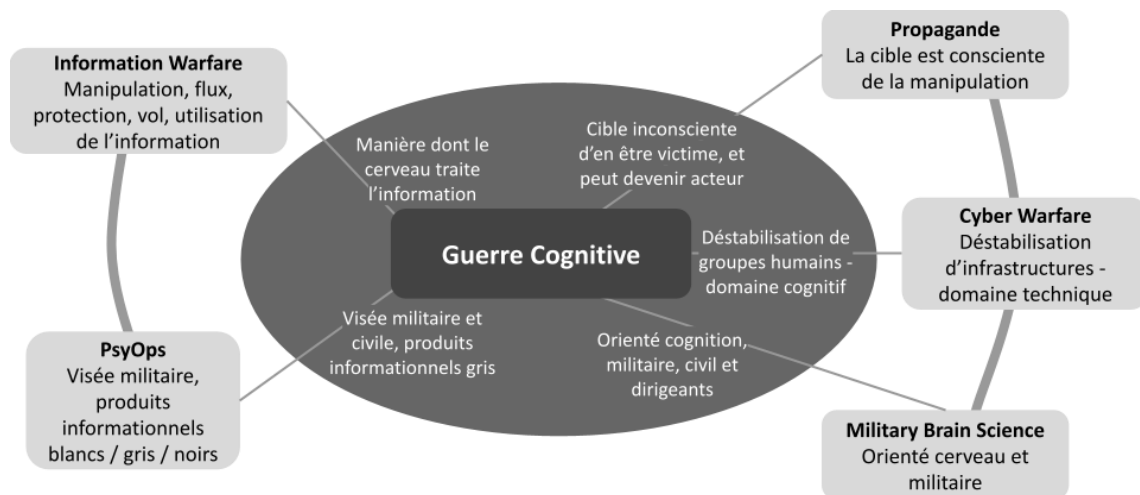 Information Warfare
Manipulation, flux,
protection, vol, utilisation
de l’information
Propagande
La cible est consciente
de la manipulation
Manière dont le
cerveau traite
l’information
Cible inconsciente
d’en être victime, et
peut devenir acteur
Guerre Cognitive
Déstabilisation de
groupes humains -
domaine cognitif
Cyber Warfare
Déstabilisation
d’infrastructures -
domaine technique
Visée militaire et
civile, produits
informationnels gris
Orienté cognition,
militaire, civil et
dirigeants
PsyOps
Visée militaire,
produits
informationnels
blancs / gris / noirs
Military Brain Science
Orienté cerveau et
militaire